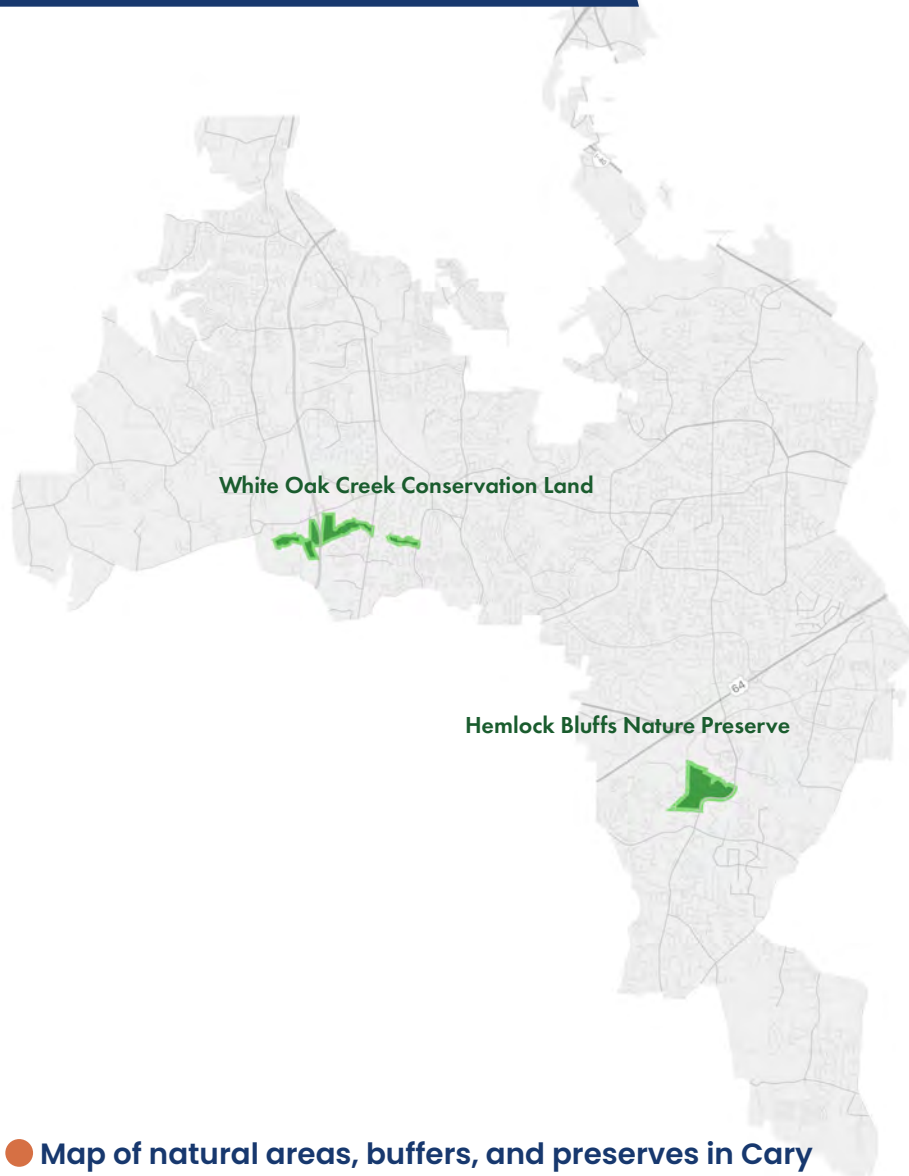 I-40
White Oak Creek Conservation Land
64
Hemlock Bluffs Nature Preserve
Map of natural areas, buffers, and preserves in Cary